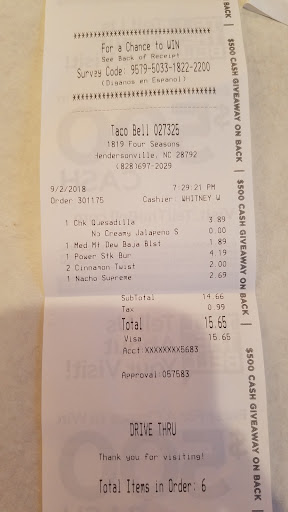 For a Chance to WIN
See Back of Receipt
Survey Code: 9579-5033-1822-2200
(Díganos en Espanol)
Taco Bell 027325
1819 Four Seasons
Hendersonville, NC 28792
(828)697-2029
9/2/2018 7:29:21 PM
Order 301175 Cashier WHITNEY W
1 Chk Quesadilla 3.89
No Creamy Jalapeno S 0.00
1 Med Mt Dew Baja Blst 1.89
1 Power Stk Bur 4.19
2 Cinnamon Twist 2.00
1 Nacho Supreme 2.69
SubTotal 14.66
Tax 0.99
Total 15.65
Visa 15.65
Acct:XXXXXXXX5683
Approval:057583
DRIVE THRU
Thank you for visiting!
Total Items in Order: 6
BACK | $500 CASH GIVEAWAY ON BACK | $500 CASH GIVEAWAY ON BACK | $500 CASH GIVEAWAY ON BACK |